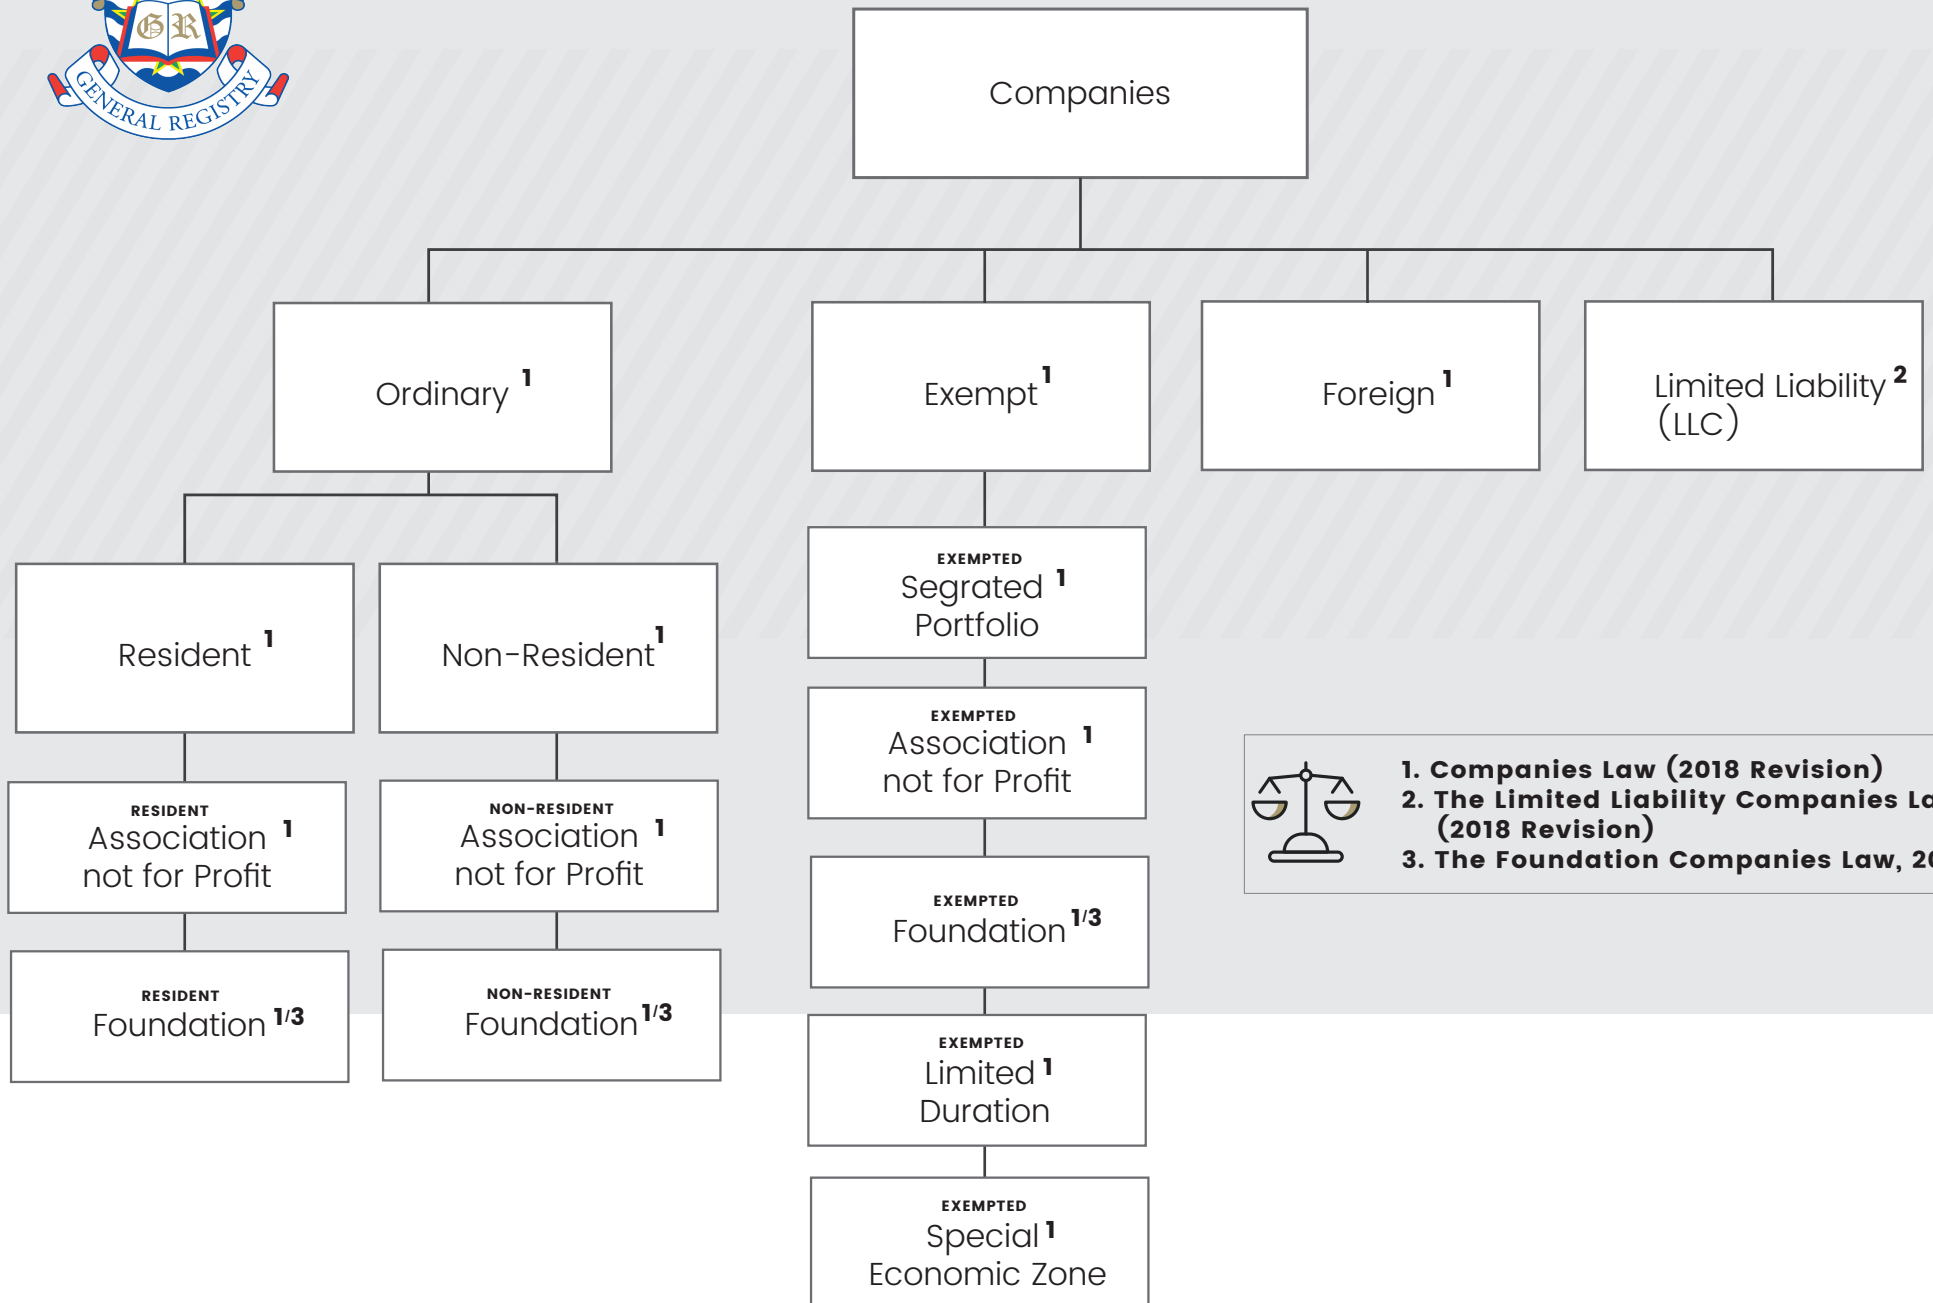 GR
GENERAL REGISTRY
Companies
Ordinary 1
Exempt 1
Foreign 1
Limited Liability 2
(LLC)
Resident 1
Non-Resident 1
EXEMPTED
Segrated 1
Portfolio
EXEMPTED
Association 1
not for Profit
RESIDENT
Association 1
not for Profit
NON-RESIDENT
Association 1
not for Profit
EXEMPTED
Foundation 1/3
RESIDENT
Foundation 1/3
NON-RESIDENT
Foundation 1/3
EXEMPTED
Limited 1
Duration
EXEMPTED
Special 1
Economic Zone
1. Companies Law (2018 Revision)
2. The Limited Liability Companies
(2018 Revision)
3. The Foundation Companies Law,